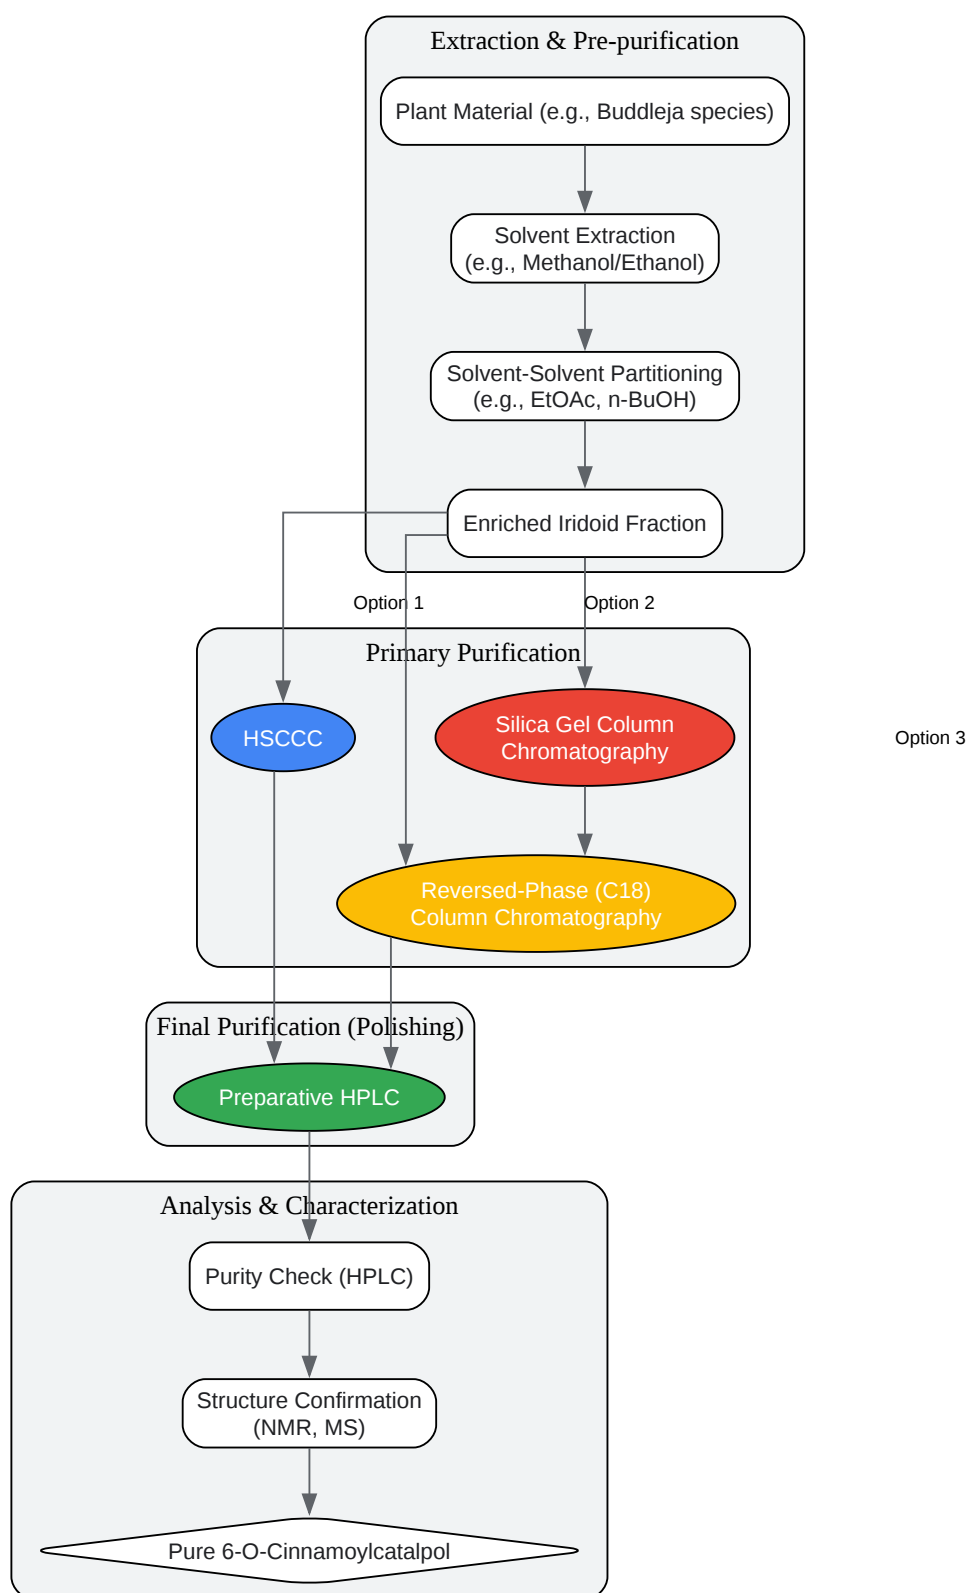 Extraction & Pre-purification
Plant Material (e.g., Buddleja species)
Solvent Extraction
(e.g., Methanol/Ethanol)
Solvent-Solvent Partitioning
(e.g., EtOAc, n-BuOH)
Enriched Iridoid Fraction
Option 1
Option 2
Primary Purification
HSCCC
Silica Gel Column
Chromatography
Option 3
Reversed-Phase (C18)
Column Chromatography
Final Purification (Polishing)
Preparative HPLC
Analysis & Characterization
Purity Check (HPLC)
Structure Confirmation
(NMR, MS)
Pure 6-O-Cinnamoylcatalpol